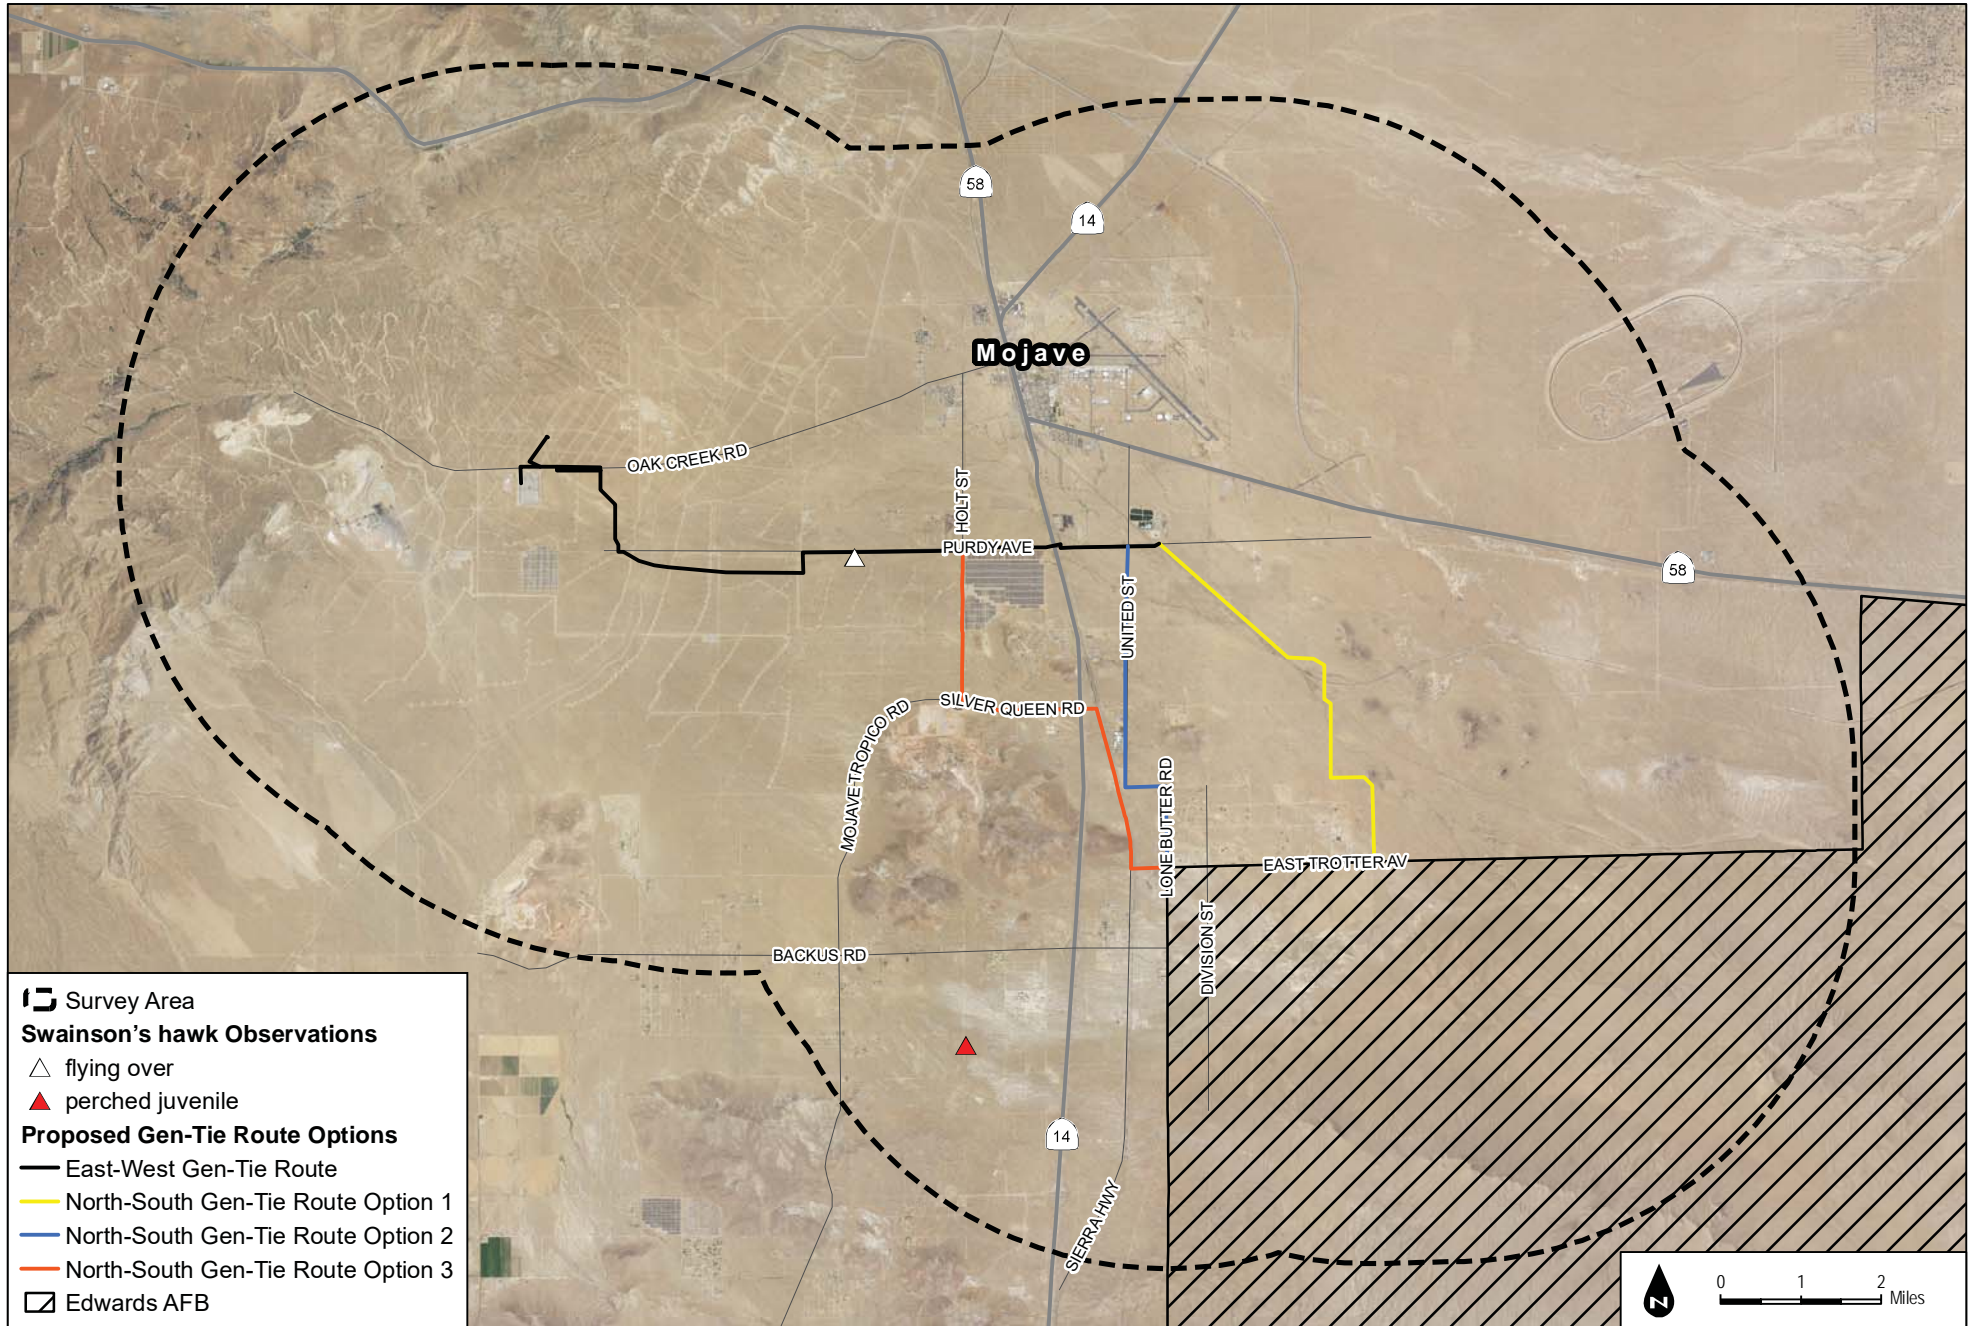 58
14
Mojave
OAK CREEK RD
HOLT ST
PURDY AVE
58
UNITED ST
SILVER QUEEN RD
MOJAVE-TROPICO RD
LONE BUTTER RD
EAST TROTTER AV
DIVISION ST
BACKUS RD
14
SIERRA HWY
Survey Area
Swainson's hawk Observations
flying over
perched juvenile
Proposed Gen-Tie Route Options
East-West Gen-Tie Route
North-South Gen-Tie Route Option 1
North-South Gen-Tie Route Option 2
North-South Gen-Tie Route Option 3
Edwards AFB
N
0 1 2
Miles